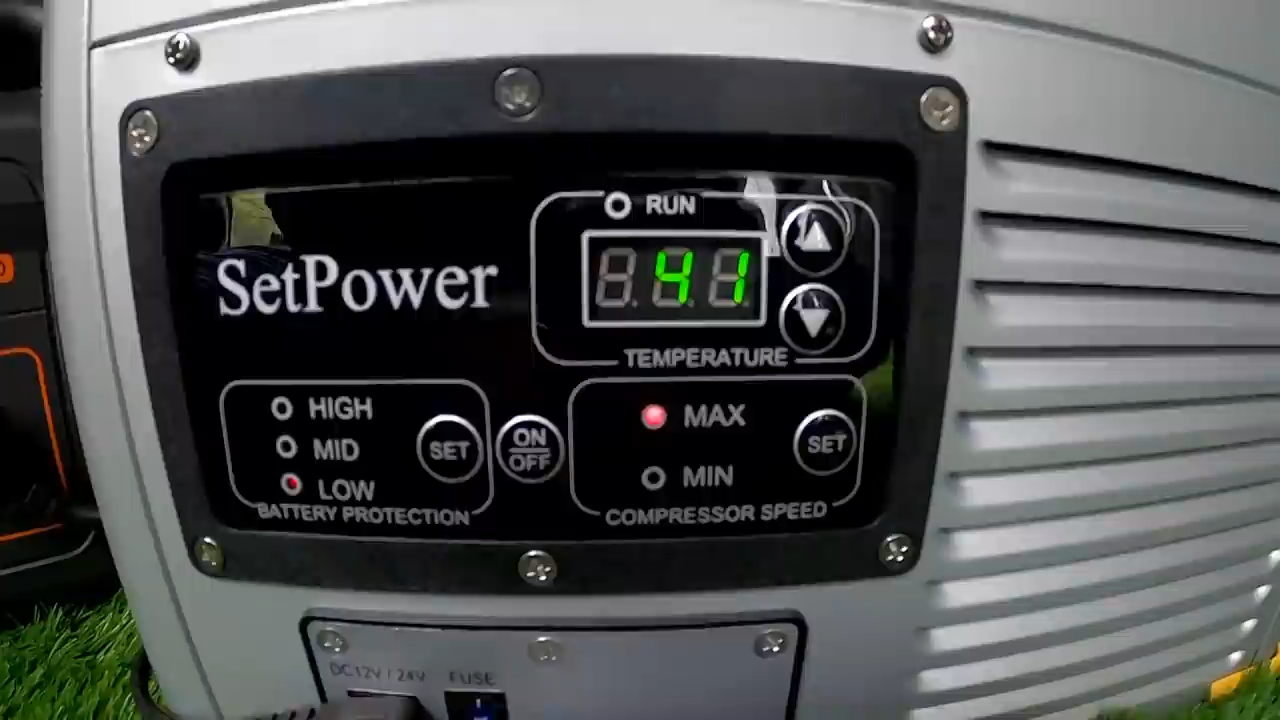 RUN
SetPower
41
TEMPERATURE
HIGH
MID
LOW
SET
BATTERY PROTECTION
ON
OFF
MAX
MIN
SET
COMPRESSOR SPEED
DC12V / 24V
FUSE